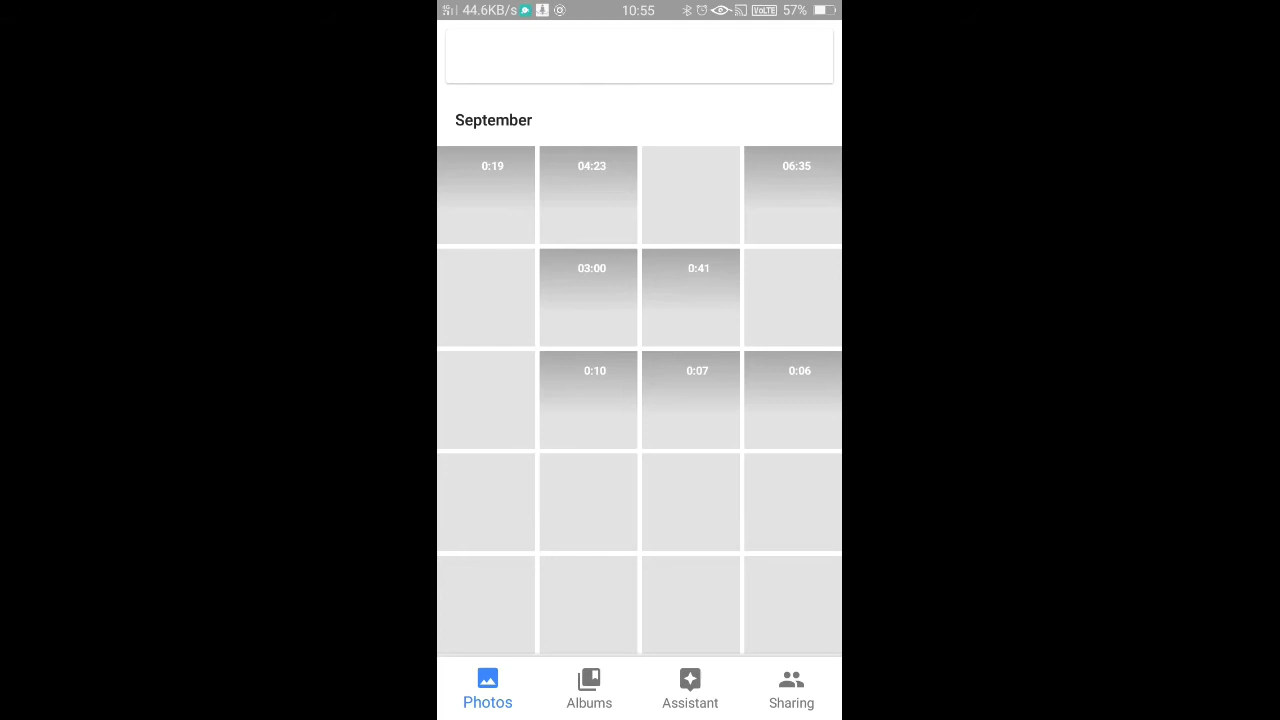 44.6KB/s 10:55 VoLTE 57%
September
0:19 04:23 06:35
03:00 0:41
0:10 0:07 0:06
Photos Albums Assistant Sharing